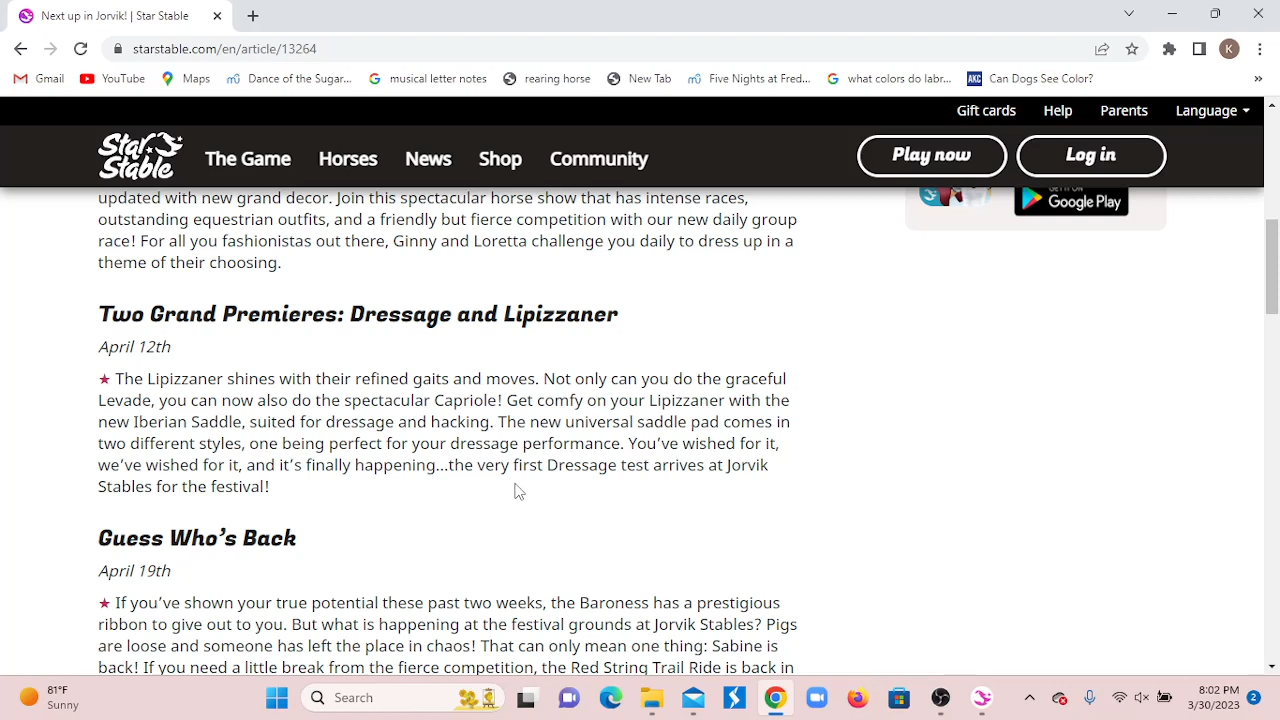 Next up in Jorvik! | Star Stable
starstable.com/en/article/13264
K
Gmail
YouTube
Maps
Dance of the Sugar...
musical letter notes
rearing horse
New Tab
Five Nights at Fred...
what colors do labr...
AKC
Can Dogs See Color?
»
Gift cards
Help
Parents
Language
Star Stable
The Game
Horses
News
Shop
Community
Play now
Log in
updated with new grand decor. Join this spectacular horse show that has intense races,
outstanding equestrian outfits, and a friendly but fierce competition with our new daily group
race! For all you fashionistas out there, Ginny and Loretta challenge you daily to dress up in a
theme of their choosing.
GET IT ON
Google Play
Two Grand Premieres: Dressage and Lipizzaner
April 12th
★ The Lipizzaner shines with their refined gaits and moves. Not only can you do the graceful
Levade, you can now also do the spectacular Capriole! Get comfy on your Lipizzaner with the
new Iberian Saddle, suited for dressage and hacking. The new universal saddle pad comes in
two different styles, one being perfect for your dressage performance. You’ve wished for it,
we’ve wished for it, and it’s finally happening...the very first Dressage test arrives at Jorvik
Stables for the festival!
Guess Who’s Back
April 19th
★ If you’ve shown your true potential these past two weeks, the Baroness has a prestigious
ribbon to give out to you. But what is happening at the festival grounds at Jorvik Stables? Pigs
are loose and someone has left the place in chaos! That can only mean one thing: Sabine is
back! If you need a little break from the fierce competition, the Red String Trail Ride is back in
81°F
Sunny
Search
8:02 PM
3/30/2023
2